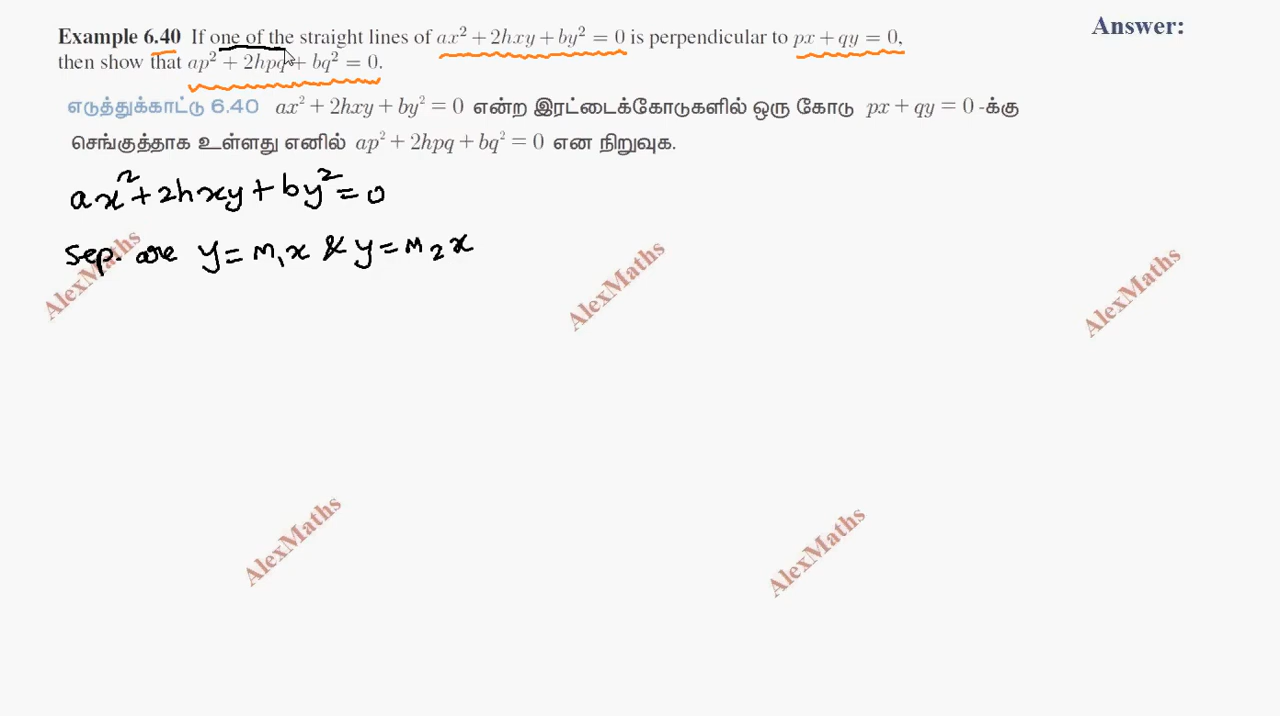 Answer:
Example 6.40 If one of the straight lines of ax² + 2hxy + by² = 0 is perpendicular to px + qy = 0,
then show that ap² + 2hpq + bq² = 0.
எடுத்துக்காட்டு 6.40 ax² + 2hxy + by² = 0 என்ற இரட்டைக்கோடுகளில் ஒரு கோடு px + qy = 0 -க்கு
செங்குத்தாக உள்ளது எனில் ap² + 2hpq + bq² = 0 என நிறுவுக.
ax² + 2hxy + by² = 0
Sep. are y = m₁x & y = m₂x
AlexMaths
AlexMaths
AlexMaths
AlexMaths
AlexMaths